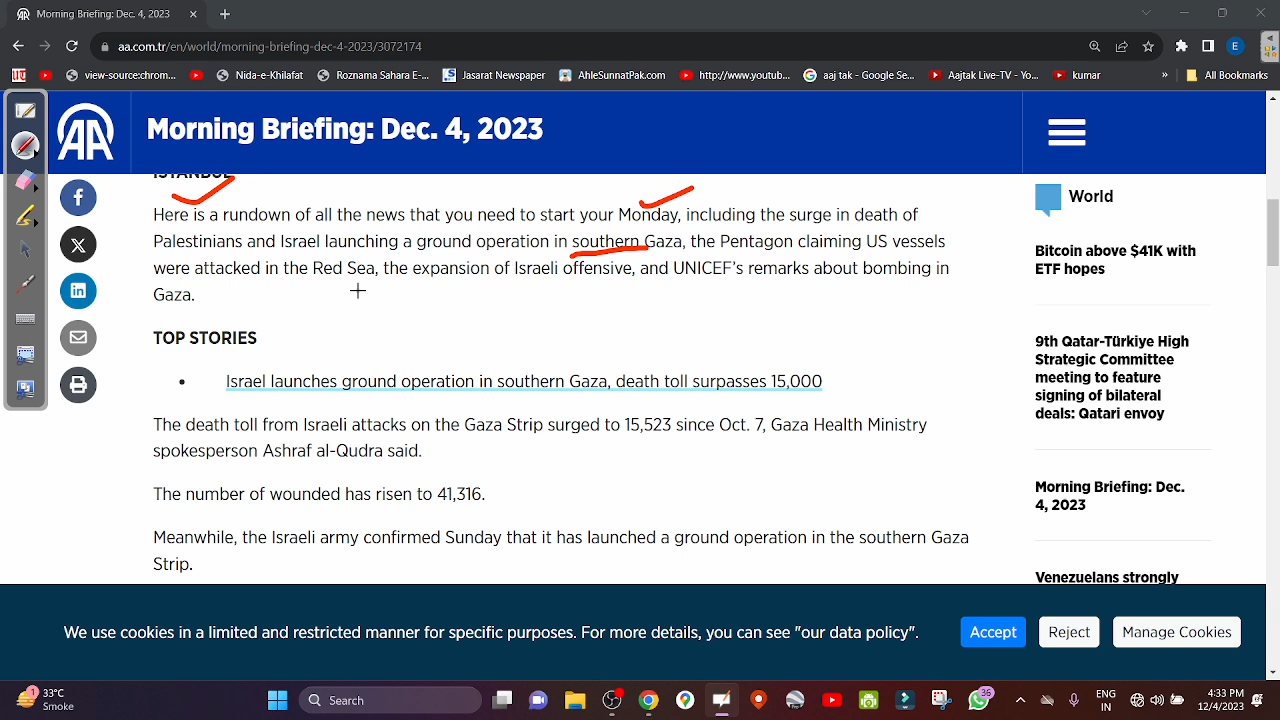 Morning Briefing: Dec. 4, 2023
aa.com.tr/en/world/morning-briefing-dec-4-2023/3072174
E
view-source:chrom...
Nida-e-Khilafat
Rozanan Sahara E-...
Jasarat Newspaper
AhleSunnatPak.com
http://www.youtub...
aaj tak - Google Se...
Aajtak Live-TV - Yo...
kumar
»
All Bookmarks
AA
Morning Briefing: Dec. 4, 2023
ISTANBUL
Here is a rundown of all the news that you need to start your Monday, including the surge in death of
Palestinians and Israel launching a ground operation in southern Gaza, the Pentagon claiming US vessels
were attacked in the Red Sea, the expansion of Israeli offensive, and UNICEF's remarks about bombing in
Gaza.
TOP STORIES
• Israel launches ground operation in southern Gaza, death toll surpasses 15,000
The death toll from Israeli attacks on the Gaza Strip surged to 15,523 since Oct. 7, Gaza Health Ministry
spokesperson Ashraf al-Qudra said.
The number of wounded has risen to 41,316.
Meanwhile, the Israeli army confirmed Sunday that it has launched a ground operation in the southern Gaza
Strip.
World
Bitcoin above $41K with
ETF hopes
9th Qatar-Türkiye High
Strategic Committee
meeting to feature
signing of bilateral
deals: Qatari envoy
Morning Briefing: Dec.
4, 2023
Venezuelans strongly
We use cookies in a limited and restricted manner for specific purposes. For more details, you can see "our data policy".
Accept
Reject
Manage Cookies
1
33°C
Smoke
Search
36
ENG
IN
4:33 PM
12/4/2023